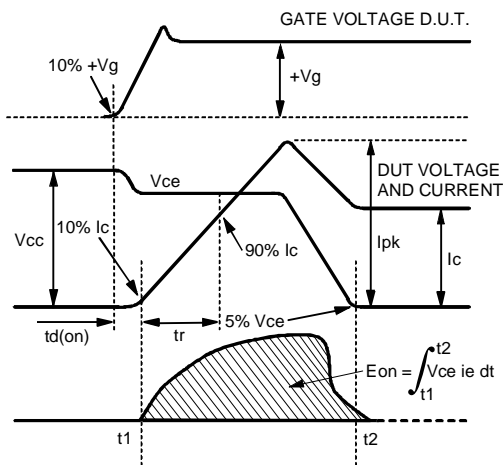 GATE VOLTAGE D.U.T.
10% +Vg
+Vg
Vce
DUT VOLTAGE
AND CURRENT
10% Ic
Vcc
90% Ic
Ipk
Ic
td(on)
tr
5% Vce
Eon = ∫ Vce ie dt
t2
t1
t1
t2